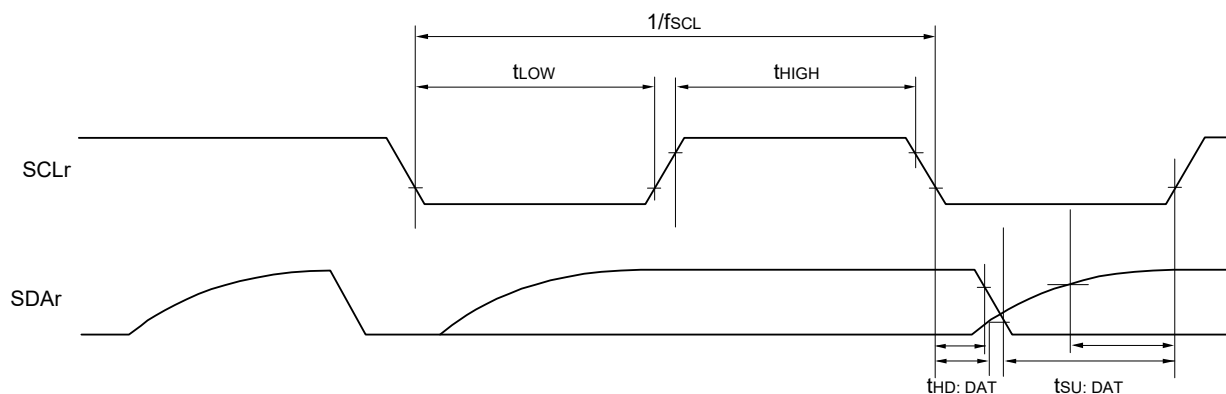 1/fSCL
tLOW
tHIGH
SCLr
SDAr
tHD: DAT
tSU: DAT